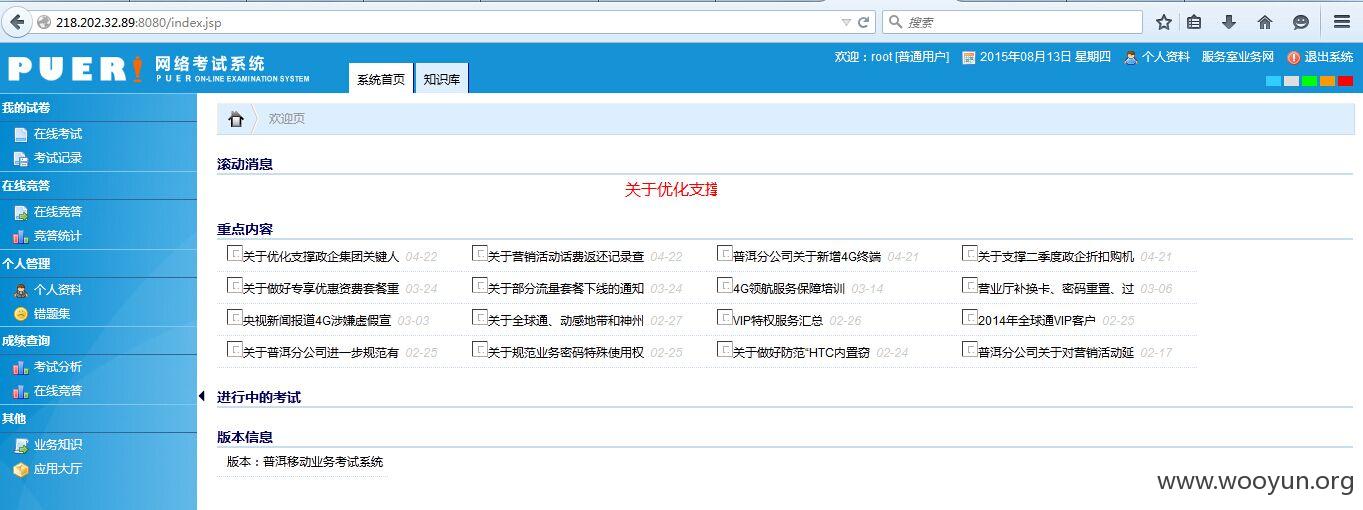 218.202.32.89:8080/index.jsp
搜索
PUER! 网络考试系统
PUER ON-LINE EXAMINATION SYSTEM
系统首页 知识库
欢迎：root [普通用户] 2015年08月13日 星期四 个人资料 服务室业务网 退出系统
我的试卷
在线考试
考试记录
在线竞答
在线竞答
竞答统计
个人管理
个人资料
错题集
成绩查询
考试分析
在线竞答
其他
业务知识
应用大厅
欢迎页
滚动消息
关于优化支撑
重点内容
关于优化支撑政企集团关键人 04-22 关于营销活动话费返还记录查 04-22 普洱分公司关于新增4G终端 04-21 关于支撑二季度政企折扣购机 04-21
关于做好专享优惠资费套餐重 03-24 关于部分流量套餐下线的通知 03-24 4G领航服务保障培训 03-14 营业厅补换卡、密码重置、过 03-06
央视新闻报道4G涉嫌虚假宣 03-03 关于全球通、动感地带和神州 02-27 VIP特权服务汇总 02-26 2014年全球通VIP客户 02-25
关于普洱分公司进一步规范有 02-25 关于规范业务密码特殊使用权 02-25 关于做好防范“HTC内置窃 02-24 普洱分公司关于对营销活动延 02-17
进行中的考试
版本信息
版本：普洱移动业务考试系统
www.wooyun.org